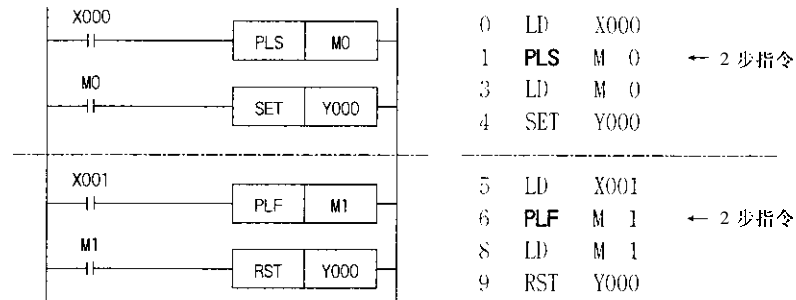 X000
PLS M0
M0
SET Y000
X001
PLF M1
M1
RST Y000
0 LD X000
1 PLS M 0 ← 2 步指令
3 LD M 0
4 SET Y000
5 LD X001
6 PLF M 1 ← 2 步指令
8 LD M 1
9 RST Y000